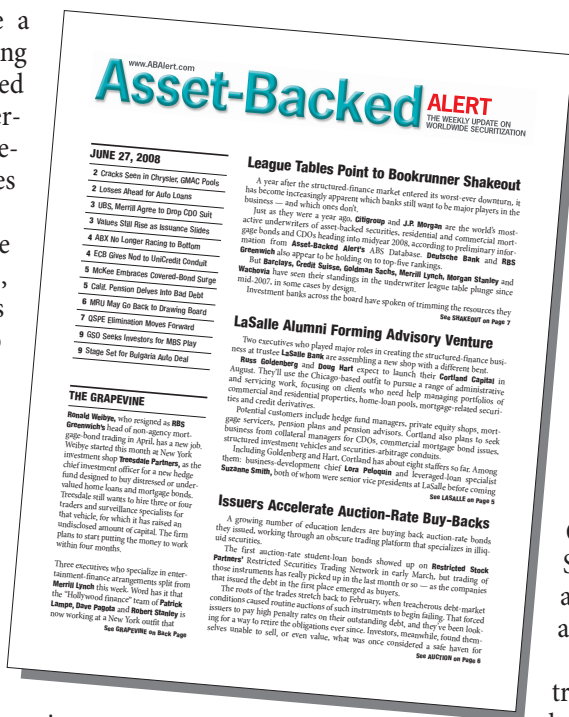 e a
ing
ed
er-
e-
es
e
,
s
www.ABAlert.com
Asset-Backed ALERT
THE WEEKLY UPDATE ON
WORLDWIDE SECURITIZATION
JUNE 27, 2008
2 Cracks Seen in Chrysler, GMAC Pools
2 Losses Ahead for Auto Loans
3 UBS, Merrill Agree to Drop CDO Suit
3 Values Still Rise as Issuance Slides
4 ABX No Longer Racing to Bottom
4 ECB Gives Nod to UniCredit Conduit
5 McKee Embraces Covered-Bond Surge
5 Calif. Pension Delves Into Bad Debt
6 MRU May Go Back to Drawing Board
7 QSPE Elimination Moves Forward
9 GSO Seeks Investors for MBS Play
9 Stage Set for Bulgaria Auto Deal
THE GRAPEVINE
Ronald Weibye, who resigned as RBS
Greenwich's head of non-agency mort-
gage-bond trading in April, has a new job.
Weibye started this month at New York
investment shop Treesdale Partners, as the
chief investment officer for a new hedge
fund designed to buy distressed or under-
valued home loans and mortgage bonds.
Treesdale still wants to hire three or four
traders and surveillance specialists for
that vehicle, for which it has raised an
undisclosed amount of capital. The firm
plans to start putting the money to work
within four months.
Three executives who specialize in enter-
tainment-finance arrangements split from
Merrill Lynch this week. Word has it that
the "Hollywood finance" team of Patrick
Lampe, Dave Pagota and Robert Stanley is
now working at a New York outfit that
See GRAPEVINE on Back Page
League Tables Point to Bookrunner Shakeout
A year after the structured-finance market entered its worst-ever downturn, it
has become increasingly apparent which banks still want to be major players in the
business — and which ones don't.
Just as they were a year ago, Citigroup and J.P. Morgan are the world's most-
active underwriters of asset-backed securities, residential and commercial mort-
gage bonds and CDOs heading into midyear 2008, according to preliminary infor-
mation from Asset-Backed Alert's ABS Database. Deutsche Bank and RBS
Greenwich also appear to be holding on to top-five rankings.
But Barclays, Credit Suisse, Goldman Sachs, Merrill Lynch, Morgan Stanley and
Wachovia have seen their standings in the underwriter league table plunge since
mid-2007, in some cases by design.
Investment banks across the board have spoken of trimming the resources they
See SHAKEOUT on Page 7
LaSalle Alumni Forming Advisory Venture
Two executives who played major roles in creating the structured-finance busi-
ness at trustee LaSalle Bank are assembling a new shop with a different bent.
Russ Goldenberg and Doug Hart expect to launch their Cortland Capital in
August. They'll use the Chicago-based outfit to pursue a range of administrative
and servicing work, focusing on clients who need help managing portfolios of
commercial and residential properties, home-loan pools, mortgage-related securi-
ties and credit derivatives.
Potential customers include hedge fund managers, private equity shops, mort-
gage servicers, pension plans and pension advisors. Cortland also plans to seek
business from collateral managers for CDOs, commercial mortgage bond issues,
structured investment vehicles and securities-arbitrage conduits.
Including Goldenberg and Hart, Cortland has about eight staffers so far. Among
them: business-development chief Lora Peloquin and leveraged-loan specialist
Suzanne Smith, both of whom were senior vice presidents at LaSalle before coming
See LASALLE on Page 5
Issuers Accelerate Auction-Rate Buy-Backs
A growing number of education lenders are buying back auction-rate bonds
they issued, working through an obscure trading platform that specializes in illiq-
uid securities.
The first auction-rate student-loan bonds showed up on Restricted Stock
Partners' Restricted Securities Trading Network in early March, but trading of
those instruments has really picked up in the last month or so — as the companies
that issued the debt in the first place emerged as buyers.
The roots of the trades stretch back to February, when treacherous debt-market
conditions caused routine auctions of such instruments to begin failing. That forced
issuers to pay high penalty rates on their outstanding debt, and they've been look-
ing for a way to retire the obligations ever since. Investors, meanwhile, found them-
selves unable to sell, or even value, what was once considered a safe haven for
See AUCTION on Page 6
S
a
a
tr